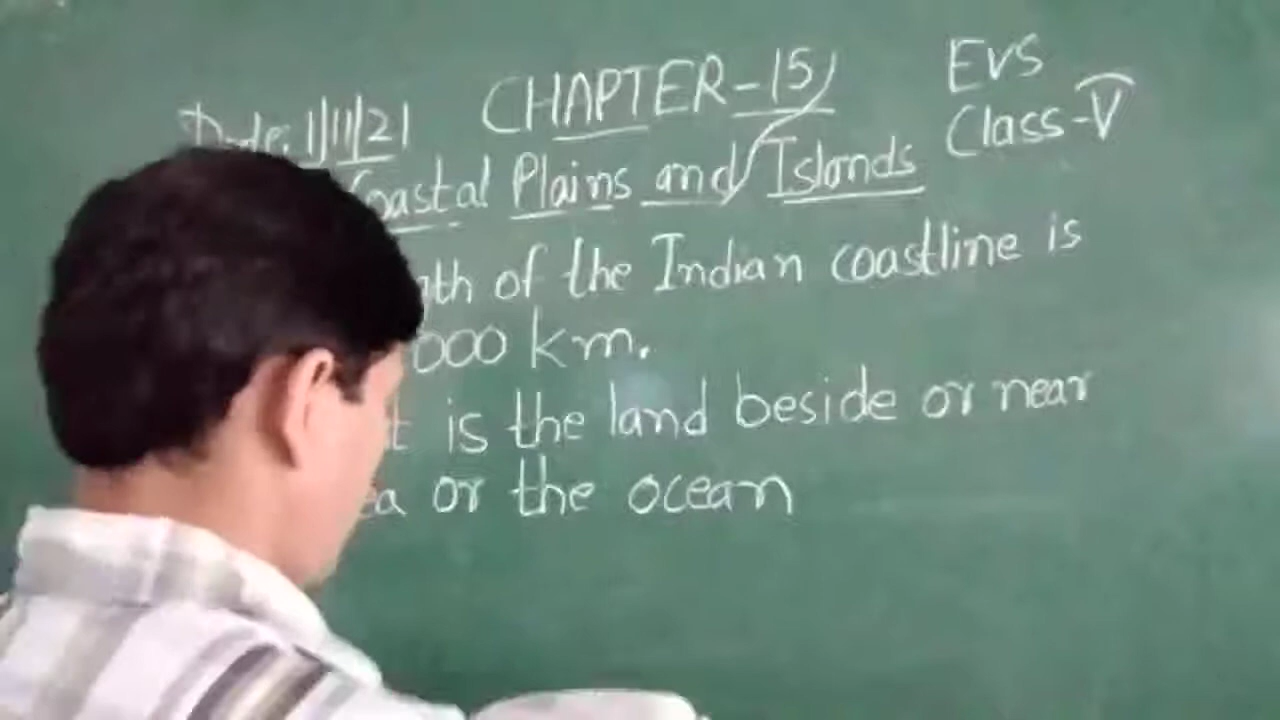 CHAPTER-15
EVS
Date: 1/11/21
Class-V
Coastal Plains and Islands
of the Indian coastline is
000 km.
is the land beside or near
or the ocean